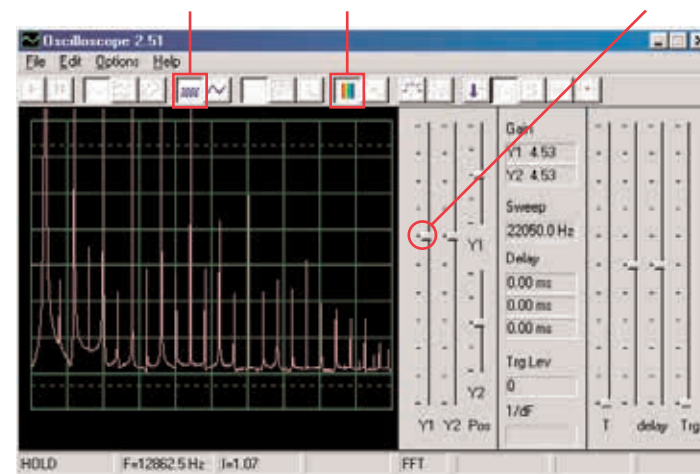 Oscilloscope 2.51
File Edit Options Help
Gain
Y1 4.53
Y2 4.53
Sweep
22050.0 Hz
Y1
Delay
0.00 ms
0.00 ms
0.00 ms
Trg Lev
0
Y2
1/dF
Y1 Y2 Pos
T delay Trg
HOLD F=12862.5 Hz I=1.07 FFT